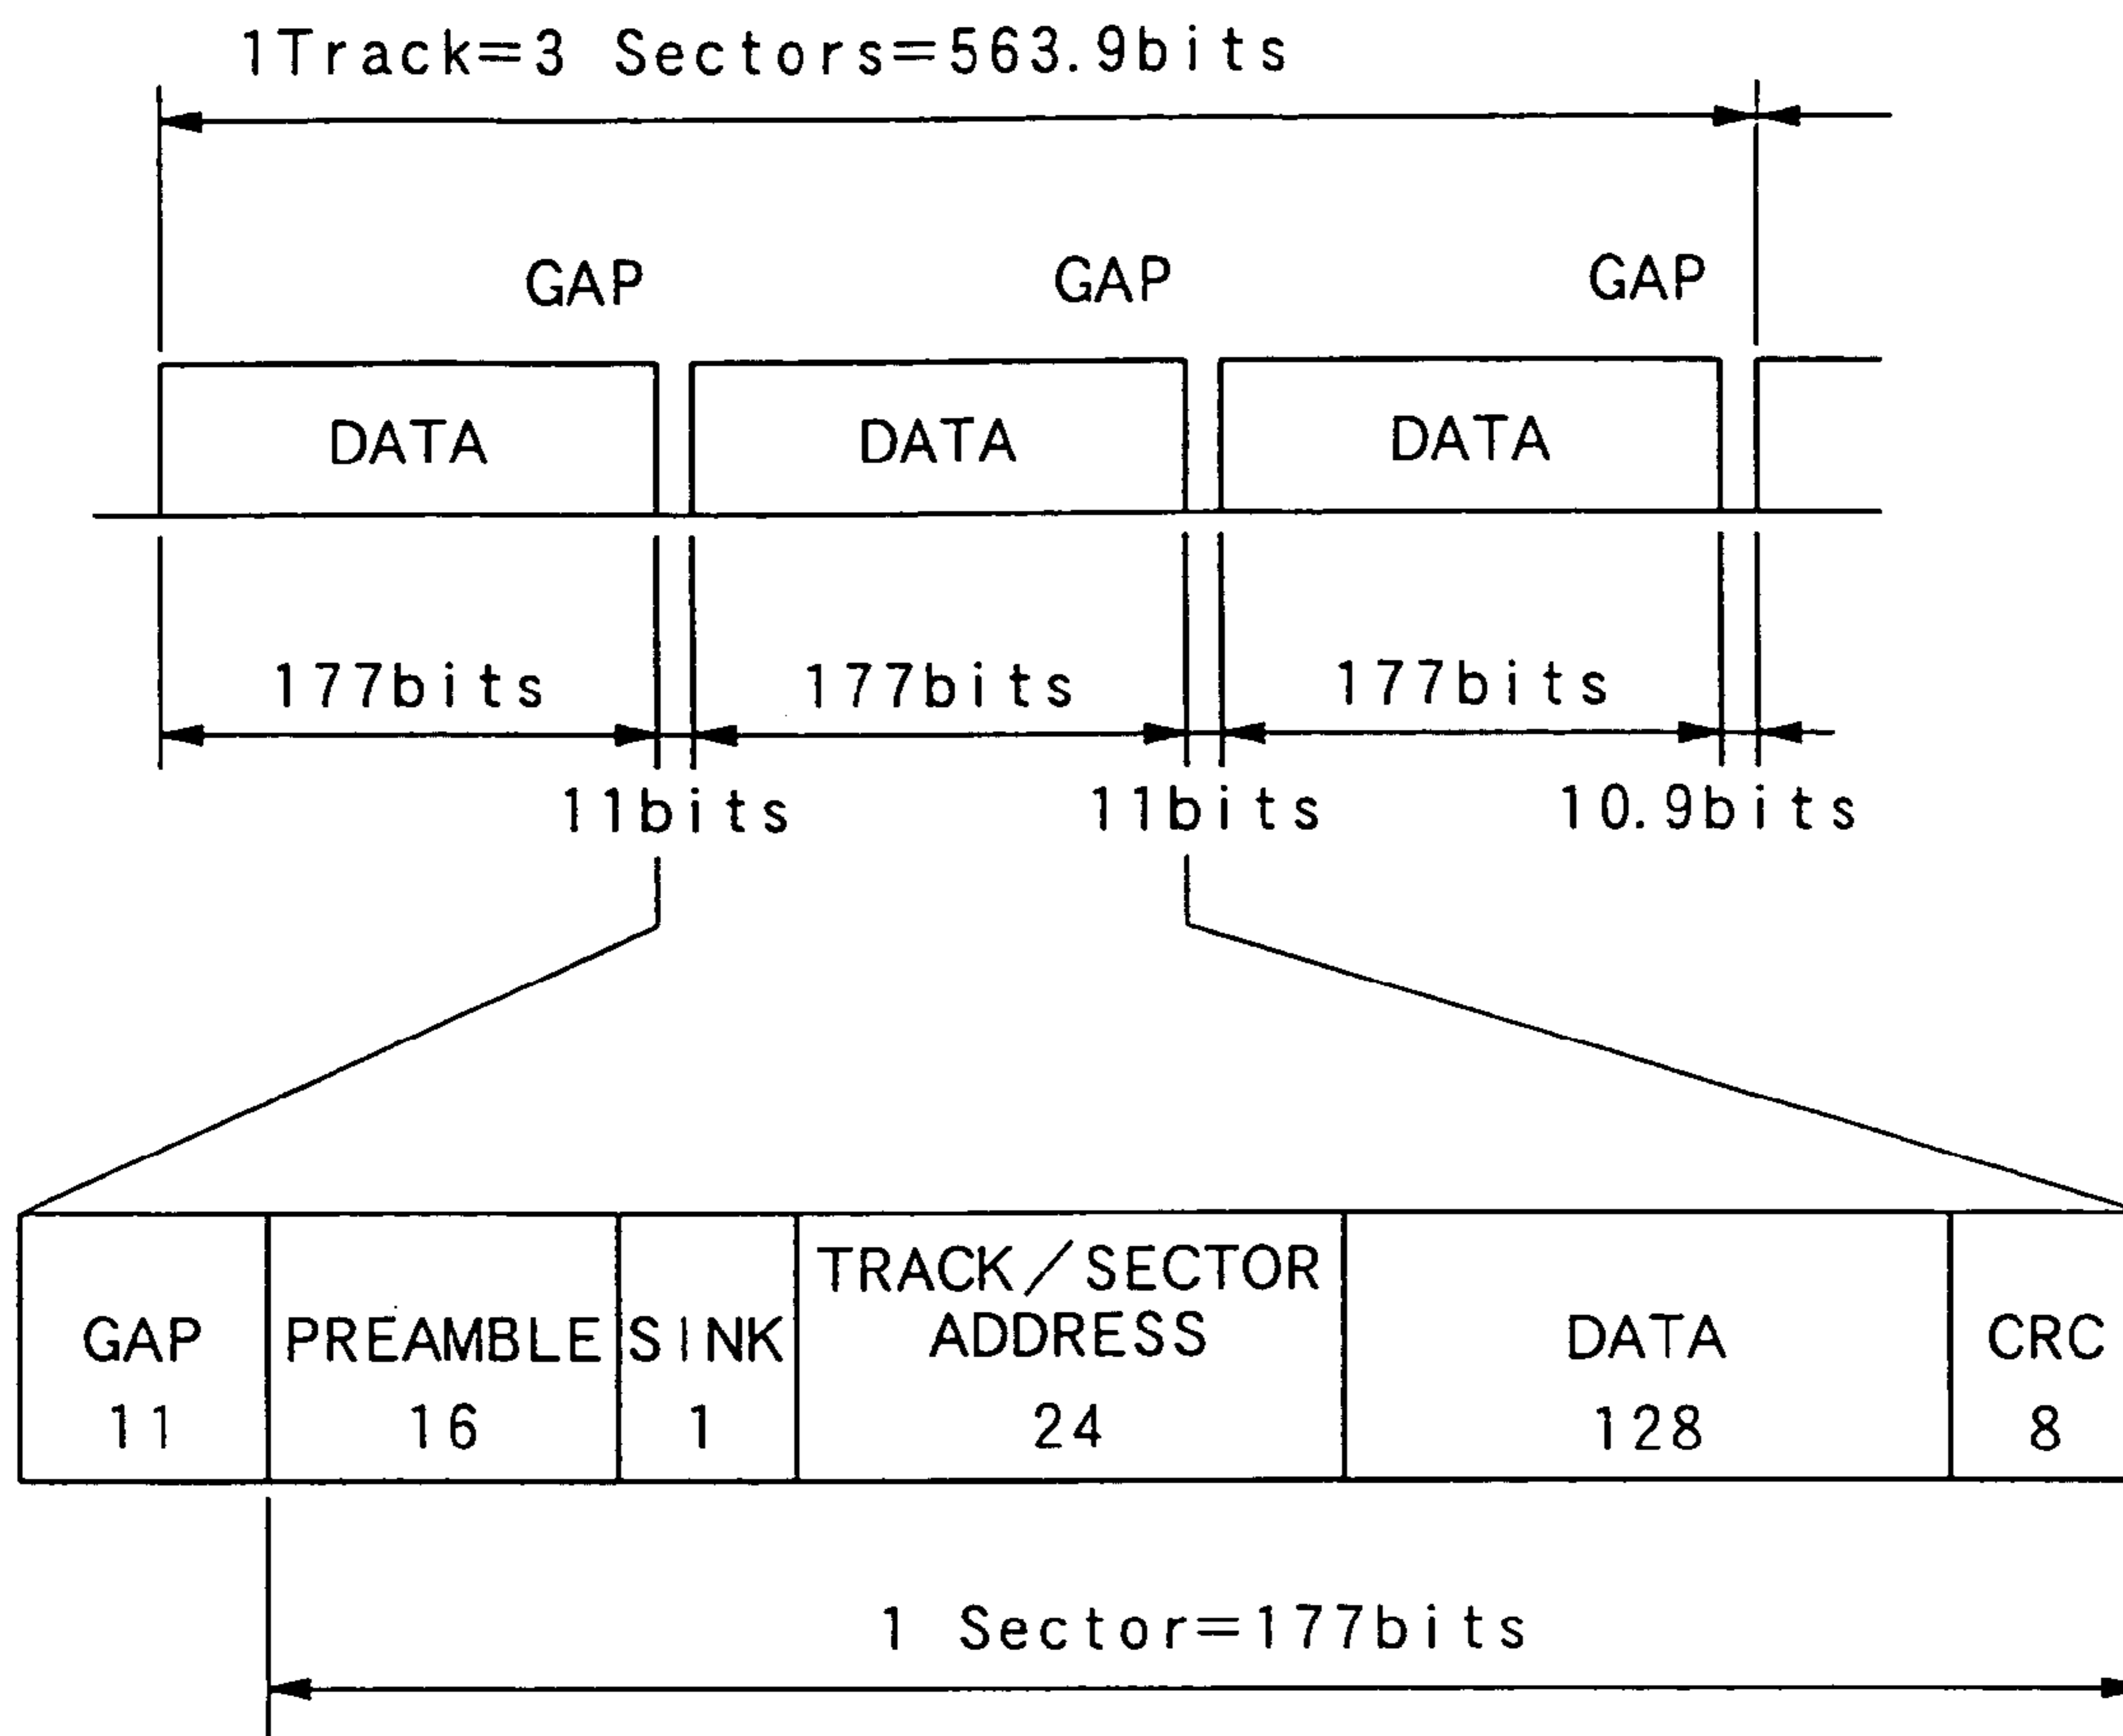 1Track=3 Sectors=563.9bits
GAP GAP GAP
DATA DATA DATA
177bits 177bits 177bits
11bits 11bits 10.9bits
TRACK/SECTOR
GAP PREAMBLE SINK ADDRESS DATA CRC
11 16 1 24 128 8
1 Sector=177bits